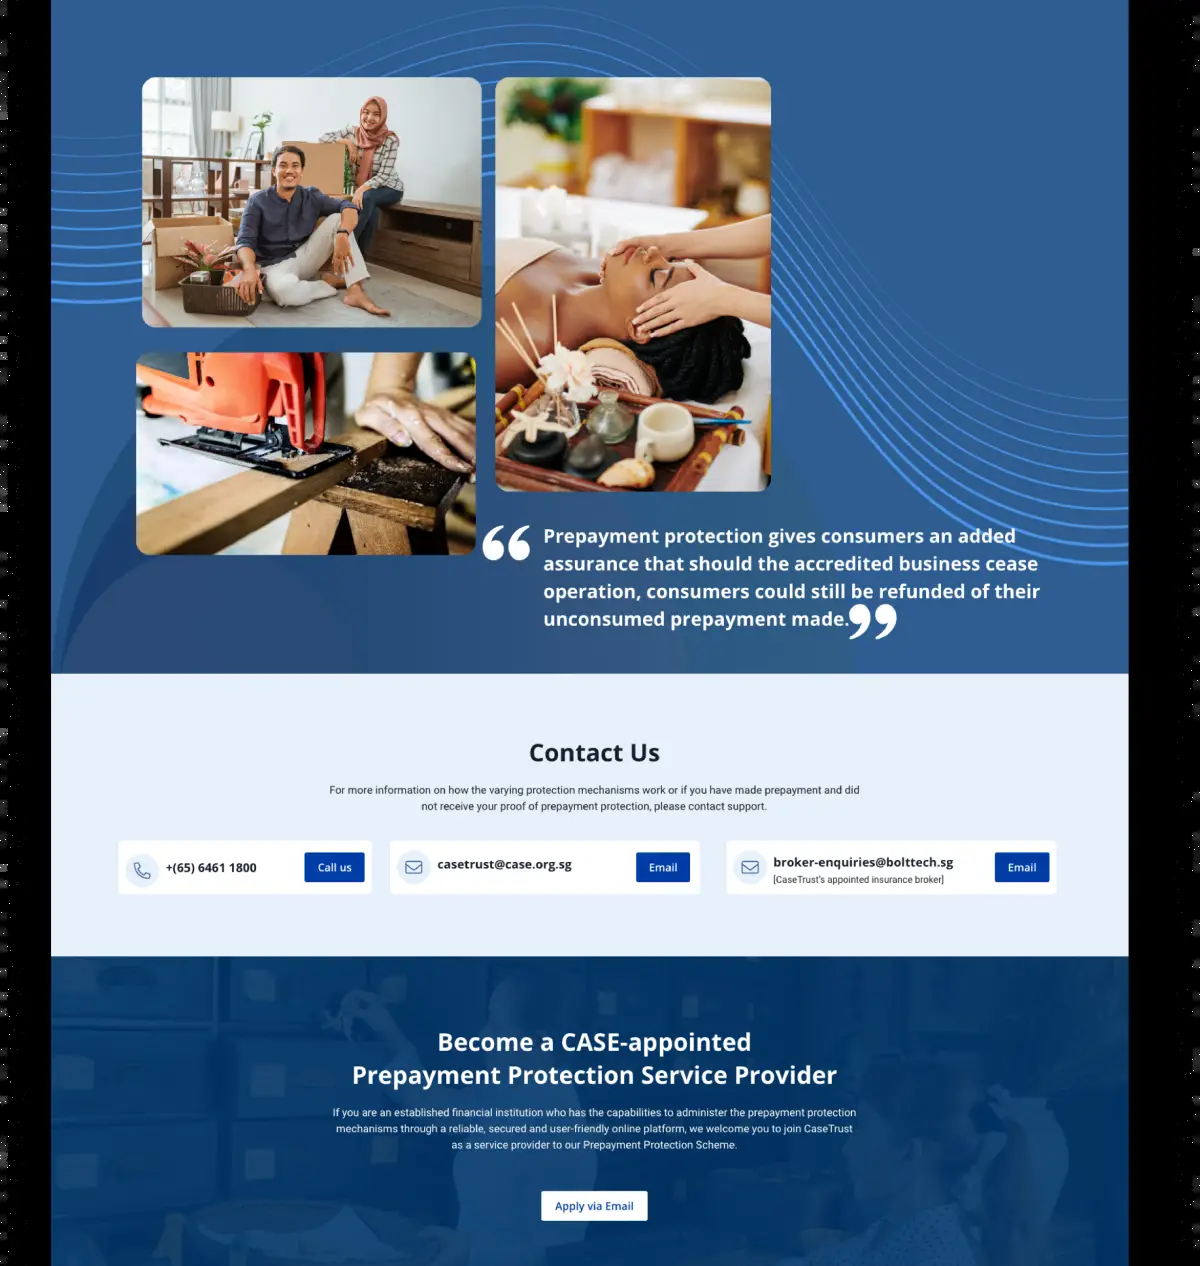 “
Prepayment protection gives consumers an added
assurance that should the accredited business cease
operation, consumers could still be refunded of their
unconsumed prepayment made.”
Contact Us
For more information on how the varying protection mechanisms work or if you have made prepayment and did
not receive your proof of prepayment protection, please contact support.
+(65) 6461 1800
Call us
casetrust@case.org.sg
Email
broker-enquiries@bolttech.sg
[CaseTrust's appointed insurance broker]
Email
Become a CASE-appointed
Prepayment Protection Service Provider
If you are an established financial institution who has the capabilities to administer the prepayment protection
mechanisms through a reliable, secured and user-friendly online platform, we welcome you to join CaseTrust
as a service provider to our Prepayment Protection Scheme.
Apply via Email